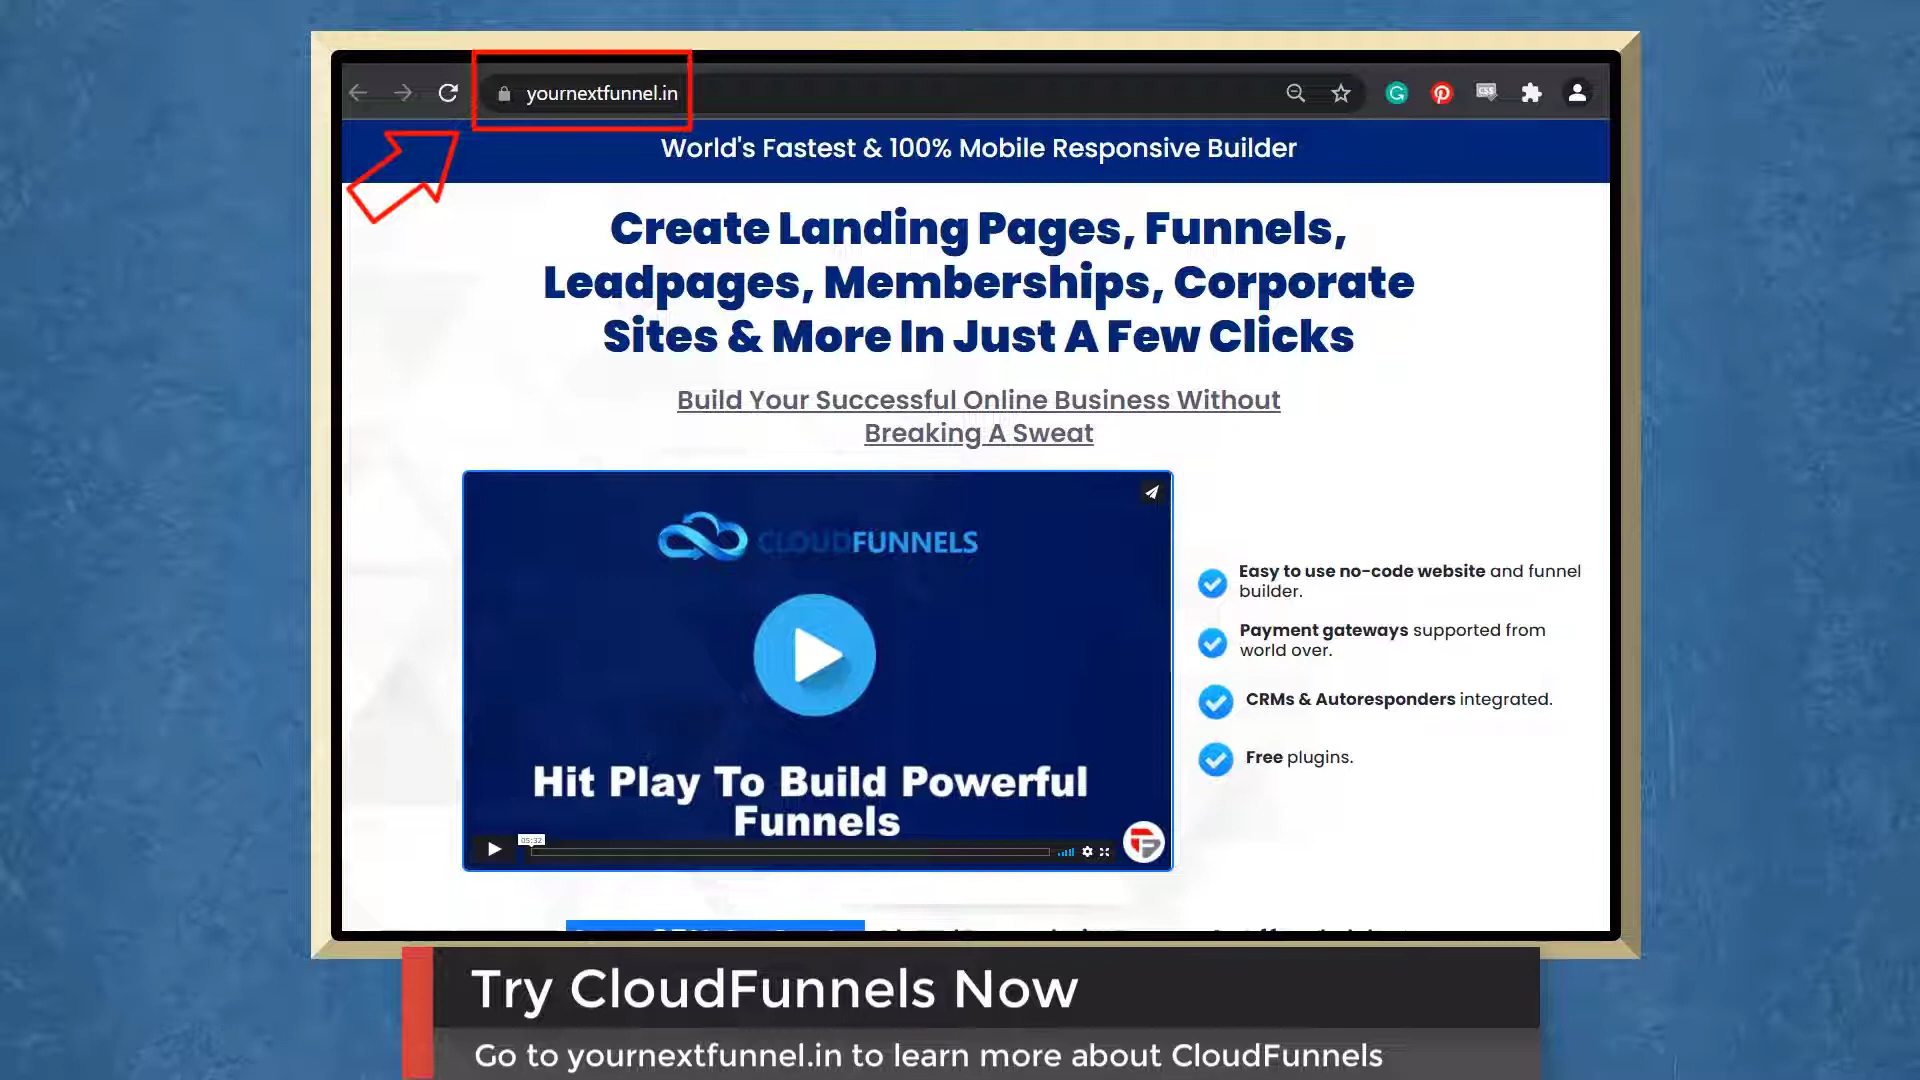 yournextfunnel.in
World's Fastest & 100% Mobile Responsive Builder
Create Landing Pages, Funnels,
Leadpages, Memberships, Corporate
Sites & More In Just A Few Clicks
Build Your Successful Online Business Without
Breaking A Sweat
CLOUDFUNNELS
Easy to use no-code website and funnel
builder.
Payment gateways supported from
world over.
CRMs & Autoresponders integrated.
Free plugins.
Hit Play To Build Powerful
Funnels
05:32
Try CloudFunnels Now
Go to yournextfunnel.in to learn more about CloudFunnels